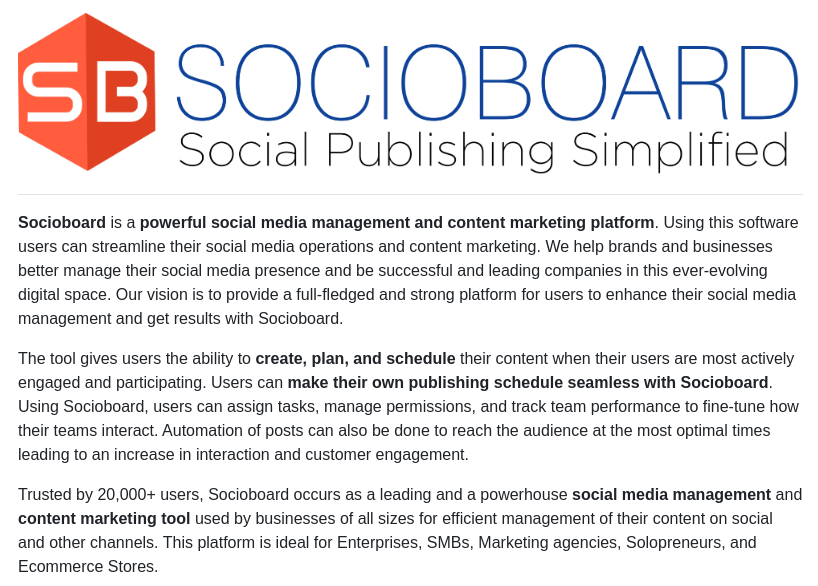 SB SOCIOBOARD
Social Publishing Simplified
Socioboard is a powerful social media management and content marketing platform. Using this software
users can streamline their social media operations and content marketing. We help brands and businesses
better manage their social media presence and be successful and leading companies in this ever-evolving
digital space. Our vision is to provide a full-fledged and strong platform for users to enhance their social media
management and get results with Socioboard.
The tool gives users the ability to create, plan, and schedule their content when their users are most actively
engaged and participating. Users can make their own publishing schedule seamless with Socioboard.
Using Socioboard, users can assign tasks, manage permissions, and track team performance to fine-tune how
their teams interact. Automation of posts can also be done to reach the audience at the most optimal times
leading to an increase in interaction and customer engagement.
Trusted by 20,000+ users, Socioboard occurs as a leading and a powerhouse social media management and
content marketing tool used by businesses of all sizes for efficient management of their content on social
and other channels. This platform is ideal for Enterprises, SMBs, Marketing agencies, Solopreneurs, and
Ecommerce Stores.